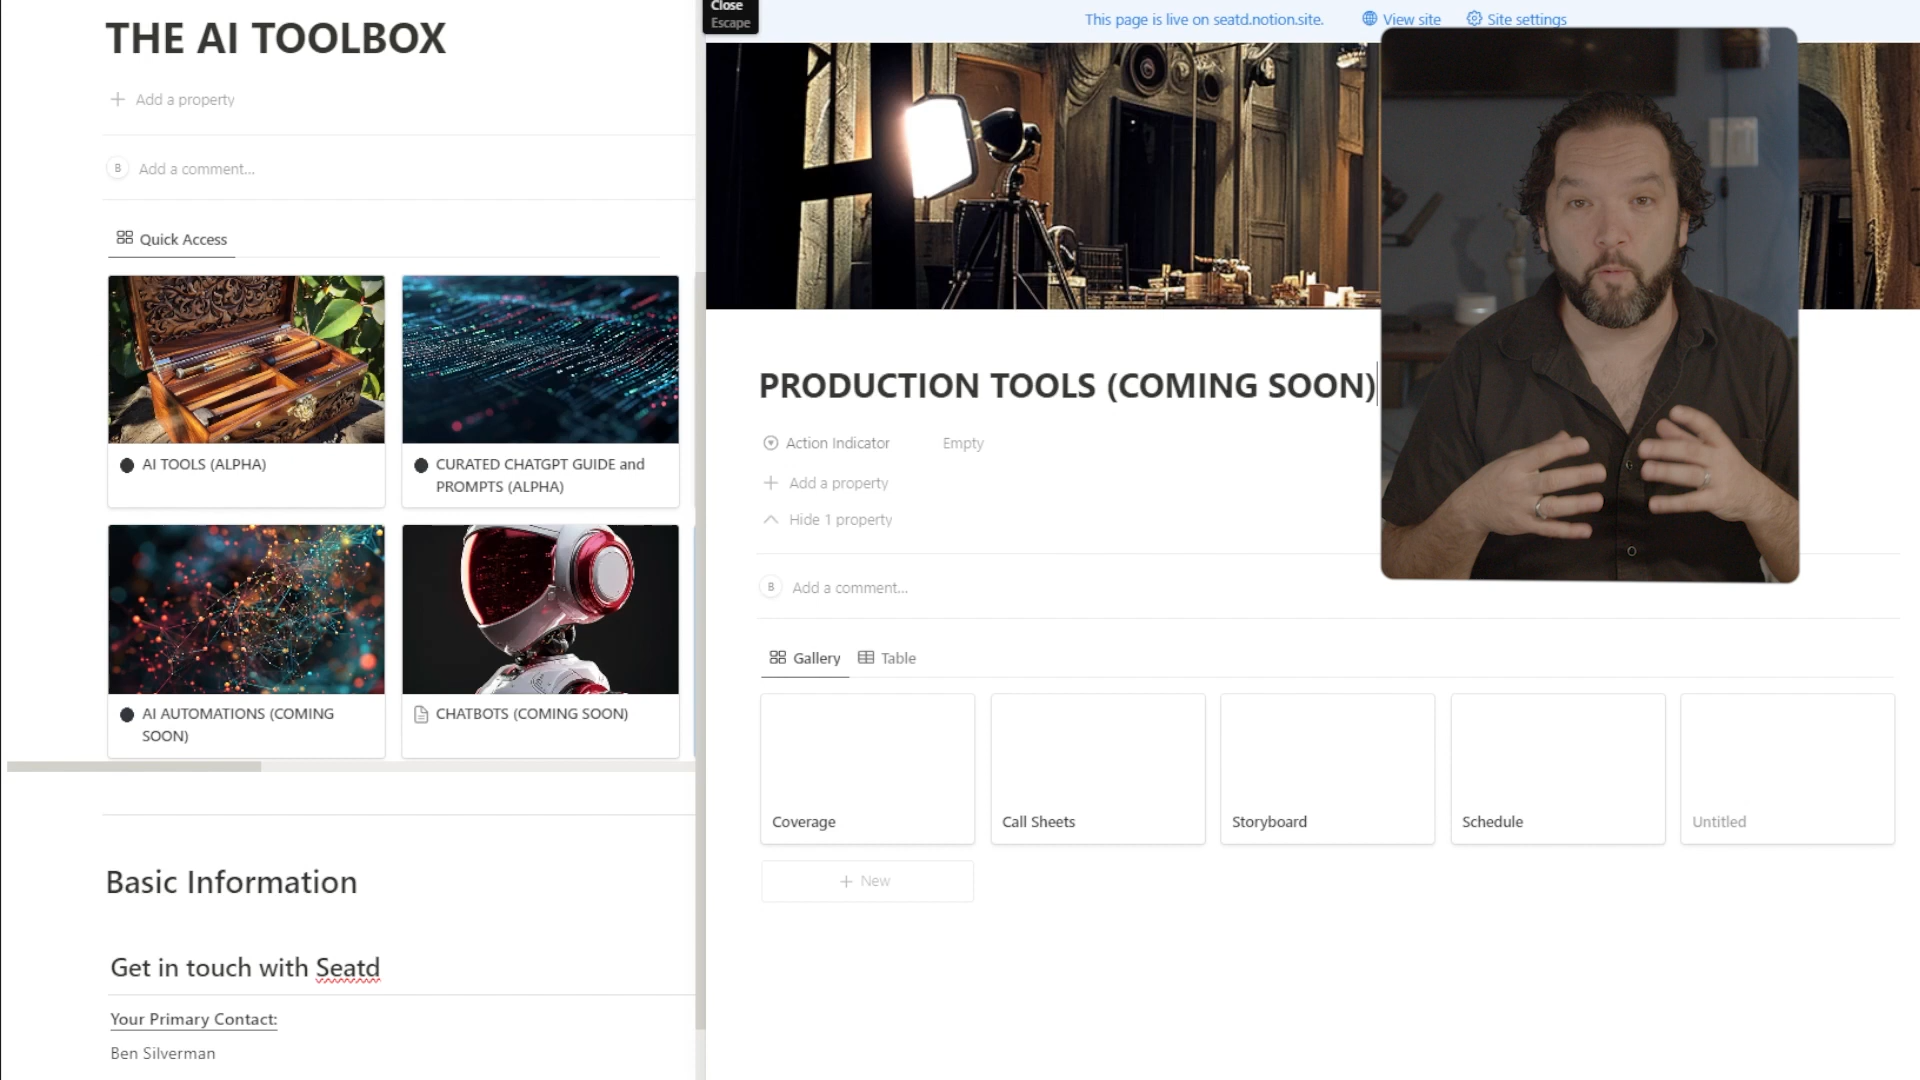 THE AI TOOLBOX
Add a property
B
Add a comment...
Quick Access
AI TOOLS (ALPHA)
CURATED CHATGPT GUIDE and
PROMPTS (ALPHA)
AI AUTOMATIONS (COMING
SOON)
CHATBOTS (COMING SOON)
Basic Information
Get in touch with Seatd
Your Primary Contact:
Ben Silverman
Close
Escape
This page is live on seatd.notion.site.
View site
Site settings
PRODUCTION TOOLS (COMING SOON)
Action Indicator
Empty
Add a property
Hide 1 property
B
Add a comment...
Gallery
Table
Coverage
Call Sheets
Storyboard
Schedule
Untitled
New